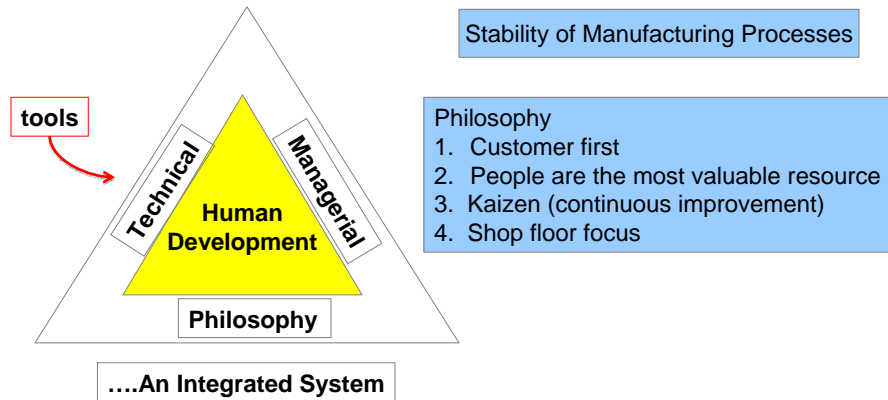 Stability of Manufacturing Processes
tools
Technical
Managerial
Human
Development
Philosophy
….An Integrated System
Philosophy
1. Customer first
2. People are the most valuable resource
3. Kaizen (continuous improvement)
4. Shop floor focus